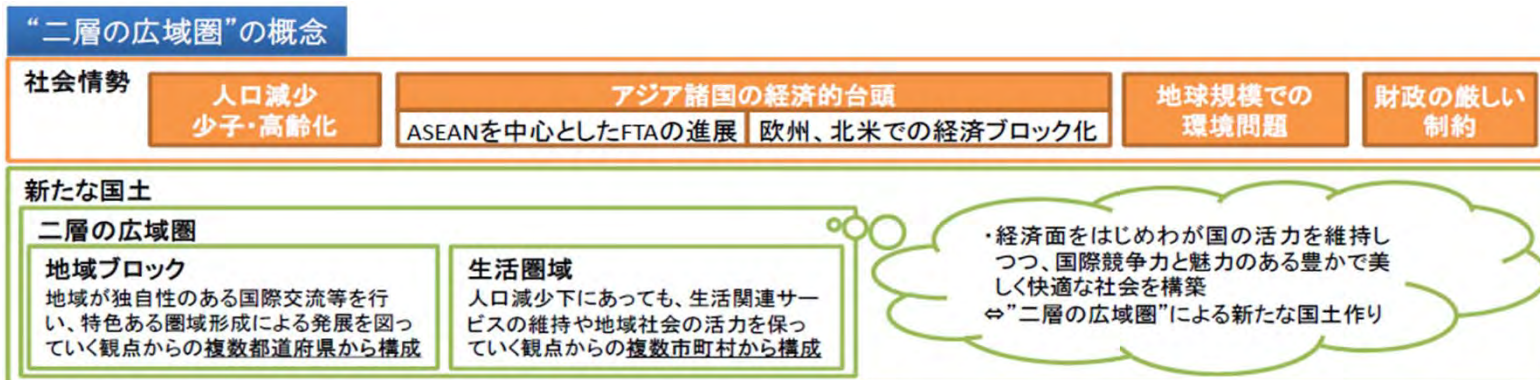 “二層の広域圏”の概念
社会情勢
人口減少
少子・高齢化
アジア諸国の経済的台頭
ASEANを中心としたFTAの進展
欧州、北米での経済ブロック化
地球規模での
環境問題
財政の厳しい
制約
新たな国土
二層の広域圏
地域ブロック
地域が独自性のある国際交流等を行
い、特色ある圏域形成による発展を図っ
ていく観点からの複数都道府県から構成
生活圏域
人口減少下にあっても、生活関連サー
ビスの維持や地域社会の活力を保っ
ていく観点からの複数市町村から構成
・経済面をはじめわが国の活力を維持し
つつ、国際競争力と魅力のある豊かで美
しく快適な社会を構築
⇔”二層の広域圏”による新たな国土作り